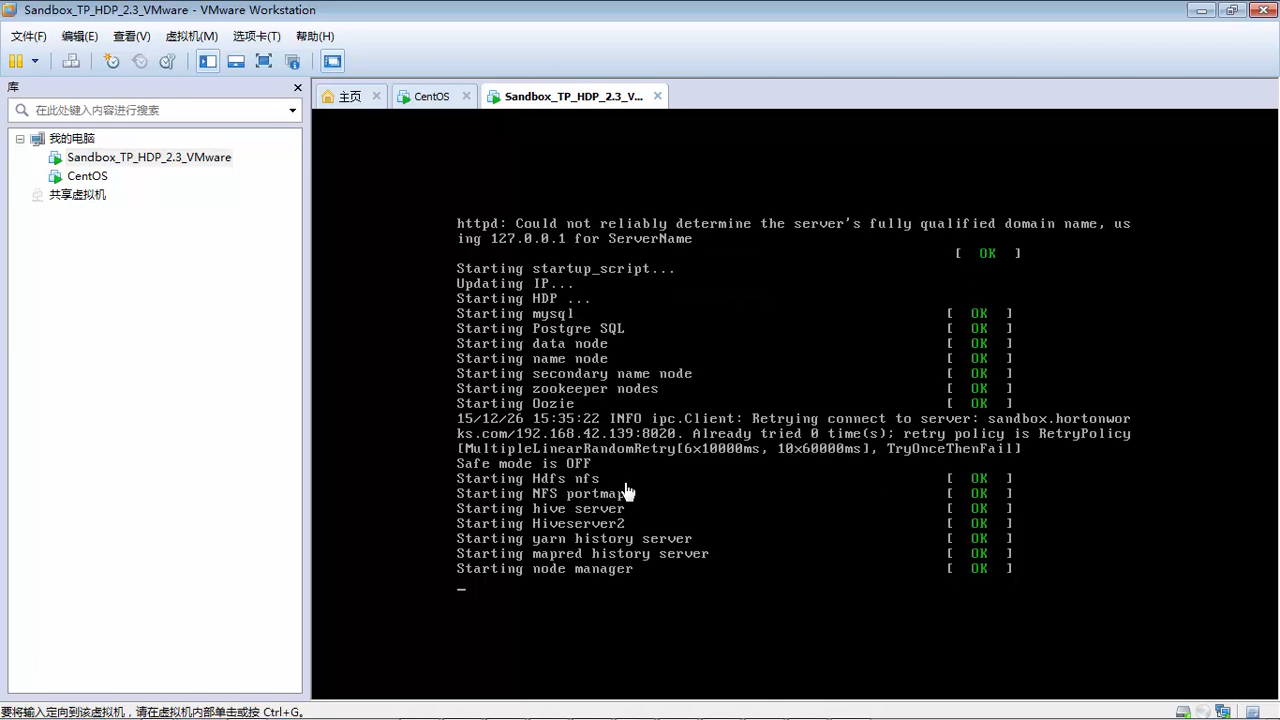 Sandbox_TP_HDP_2.3_VMware - VMware Workstation
文件(F) 编辑(E) 查看(V) 虚拟机(M) 选项卡(T) 帮助(H)
库
在此处键入内容进行搜索
我的电脑
Sandbox_TP_HDP_2.3_VMware
CentOS
共享虚拟机
主页 CentOS Sandbox_TP_HDP_2.3_V...
httpd: Could not reliably determine the server's fully qualified domain name, us
ing 127.0.0.1 for ServerName
[ OK ]
Starting startup_script...
Updating IP...
Starting HDP ...
Starting mysql [ OK ]
Starting Postgre SQL [ OK ]
Starting data node [ OK ]
Starting name node [ OK ]
Starting secondary name node [ OK ]
Starting zookeeper nodes [ OK ]
Starting Oozie [ OK ]
15/12/26 15:35:22 INFO ipc.Client: Retrying connect to server: sandbox.hortonwor
ks.com/192.168.42.139:8020. Already tried 0 time(s); retry policy is RetryPolicy
[MultipleLinearRandomRetry[6x10000ms, 10x60000ms], TryOnceThenFail]
Safe mode is OFF
Starting Hdfs nfs [ OK ]
Starting NFS portmap [ OK ]
Starting hive server [ OK ]
Starting Hiveserver2 [ OK ]
Starting yarn history server [ OK ]
Starting mapred history server [ OK ]
Starting node manager [ OK ]
_
要将输入定向到该虚拟机，请在虚拟机内部单击或按 Ctrl+G。